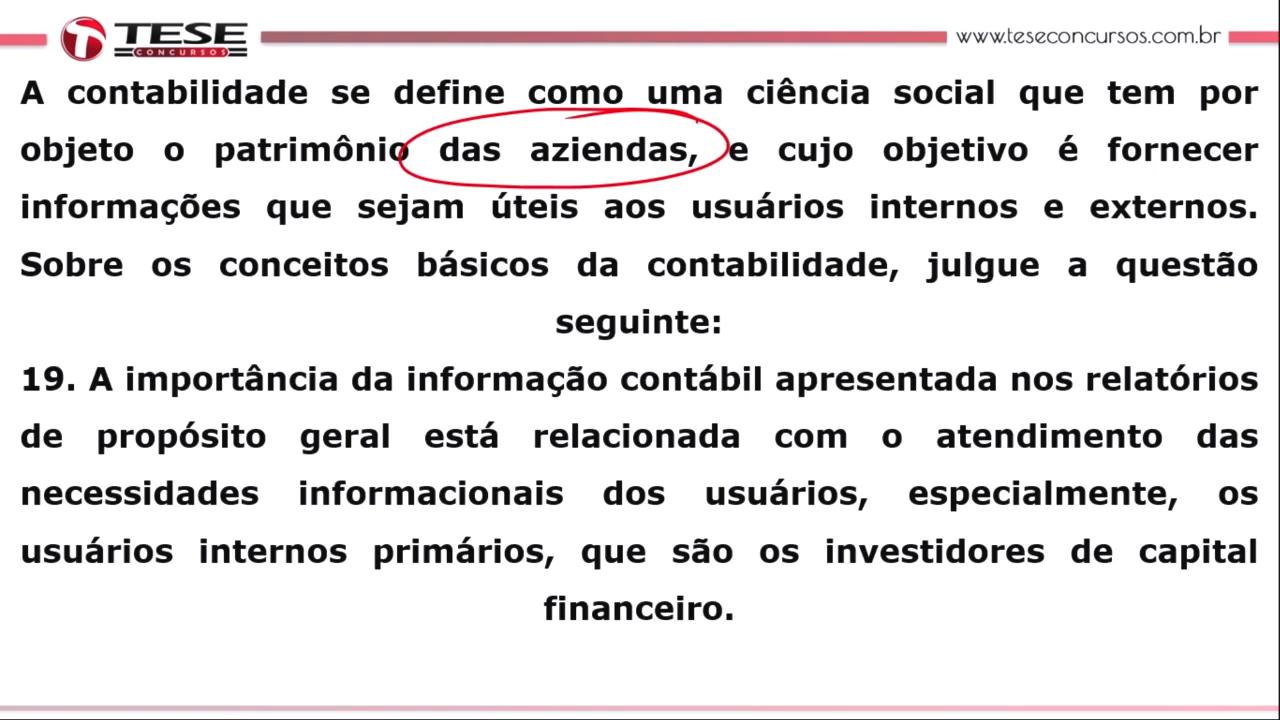 TESE
CONCURSOS
www.teseconcursos.com.br
A contabilidade se define como uma ciência social que tem por
objeto o patrimônio das aziendas, e cujo objetivo é fornecer
informações que sejam úteis aos usuários internos e externos.
Sobre os conceitos básicos da contabilidade, julgue a questão
seguinte:
19. A importância da informação contábil apresentada nos relatórios
de propósito geral está relacionada com o atendimento das
necessidades informacionais dos usuários, especialmente, os
usuários internos primários, que são os investidores de capital
financeiro.